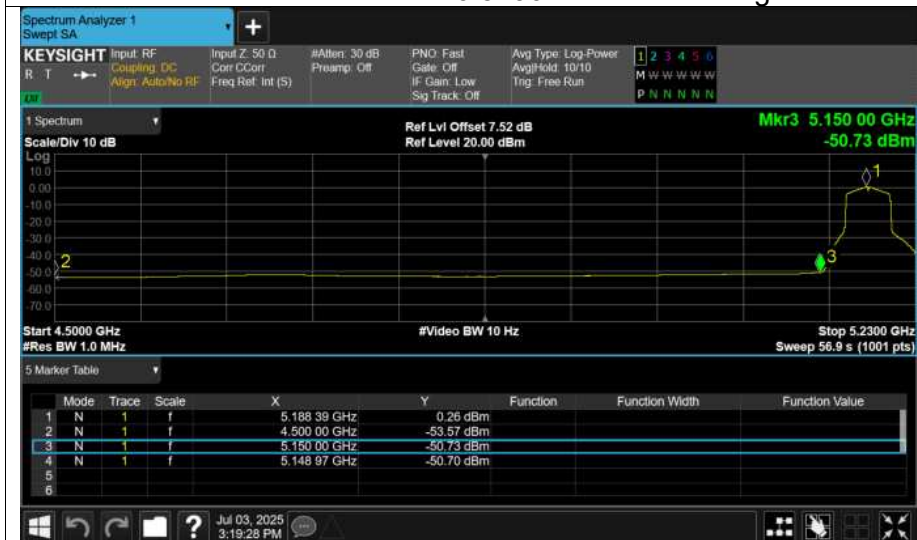 Spectrum Analyzer 1
Swept SA
+
KEYSIGHT
R T
Input: RF
Coupling: DC
Align: Auto/No RF
Input Z: 50 Ω
Corr CCorr
Freq Ref: Int (S)
#Atten: 30 dB
Preamp: Off
PNO: Fast
Gate: Off
IF Gain: Low
Sig Track: Off
Avg Type: Log-Power
Avg|Hold: 10/10
Trig: Free Run
1 2 3 4 5 6
M W W W W W
P N N N N N
1 Spectrum
Scale/Div 10 dB
Ref Lvl Offset 7.52 dB
Ref Level 20.00 dBm
Mkr3 5.150 00 GHz
-50.73 dBm
Log
10.0
0.00
-10.0
-20.0
-30.0
-40.0
-50.0
-60.0
-70.0
1
2
3
Start 4.5000 GHz
#Res BW 1.0 MHz
#Video BW 10 Hz
Stop 5.2300 GHz
Sweep 56.9 s (1001 pts)
5 Marker Table
Mode Trace Scale X Y Function Function Width Function Value
1 N 1 f 5.188 39 GHz 0.26 dBm
2 N 1 f 4.500 00 GHz -53.57 dBm
3 N 1 f 5.150 00 GHz -50.73 dBm
4 N 1 f 5.148 97 GHz -50.70 dBm
5
6
?
Jul 03, 2025
3:19:28 PM